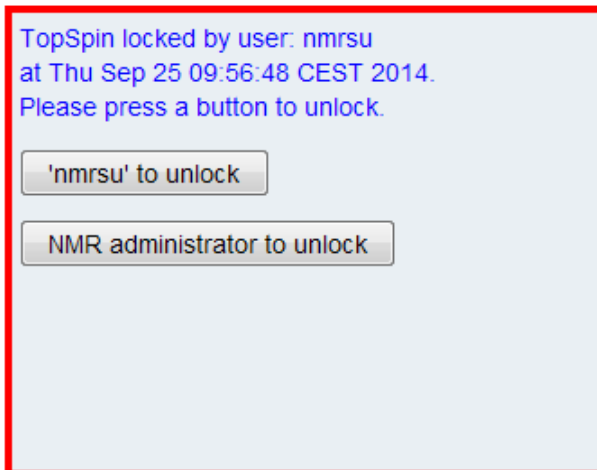 TopSpin locked by user: nmrsu
at Thu Sep 25 09:56:48 CEST 2014.
Please press a button to unlock.
'nmrsu' to unlock
NMR administrator to unlock